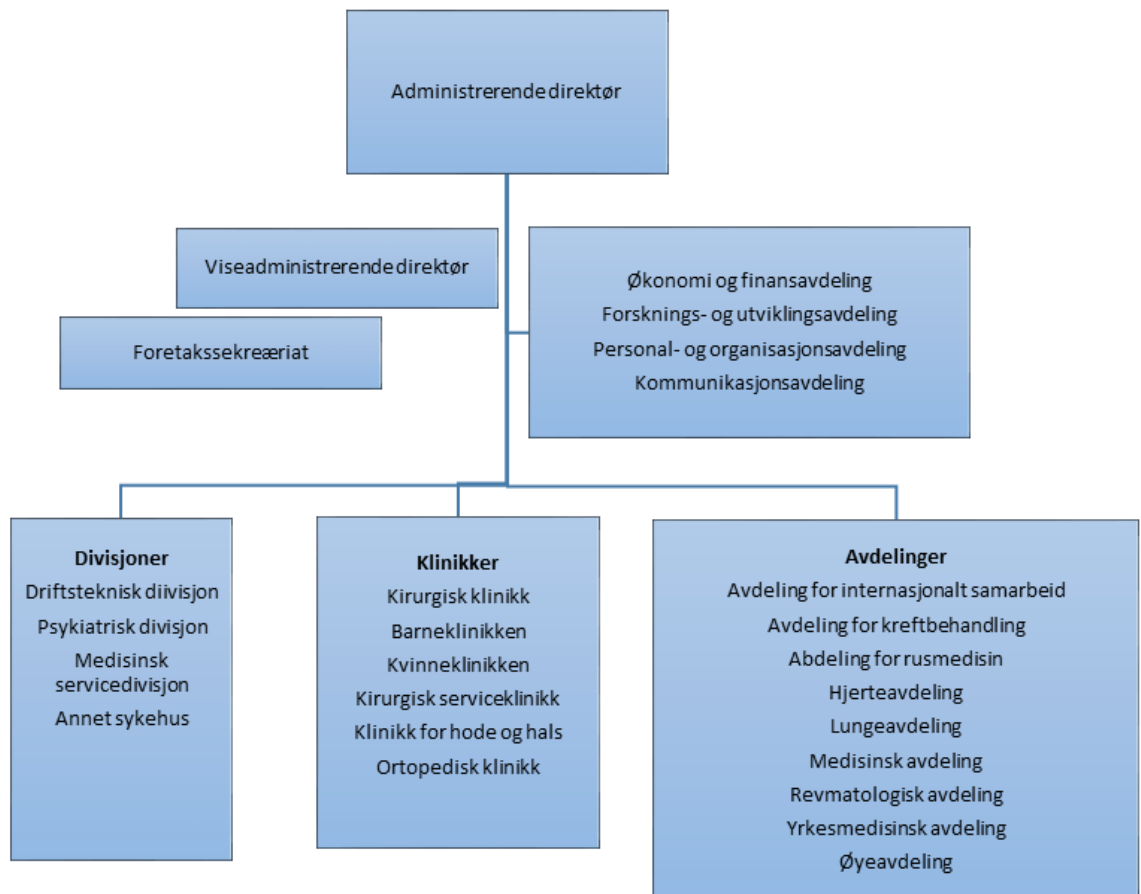 Administrerende direktør
Viseadministrerende direktør
Foretakssekreæriat
Økonomi og finansavdeling
Forsknings- og utviklingsavdeling
Personal- og organisasjonsavdeling
Kommunikasjonsavdeling
Divisjoner
Driftsteknisk diivisjon
Psykiatrisk divisjon
Medisinsk
servicedivisjon
Annet sykehus
Klinikker
Kirurgisk klinikk
Barneklinikken
Kvinneklinikken
Kirurgisk serviceklinikk
Klinikk for hode og hals
Ortopedisk klinikk
Avdelinger
Avdeling for internasjonalt samarbeid
Avdeling for kreftbehandling
Abdeling for rusmedisin
Hjerteavdeling
Lungeavdeling
Medisinsk avdeling
Revmatologisk avdeling
Yrkesmedisinsk avdeling
Øyeavdeling